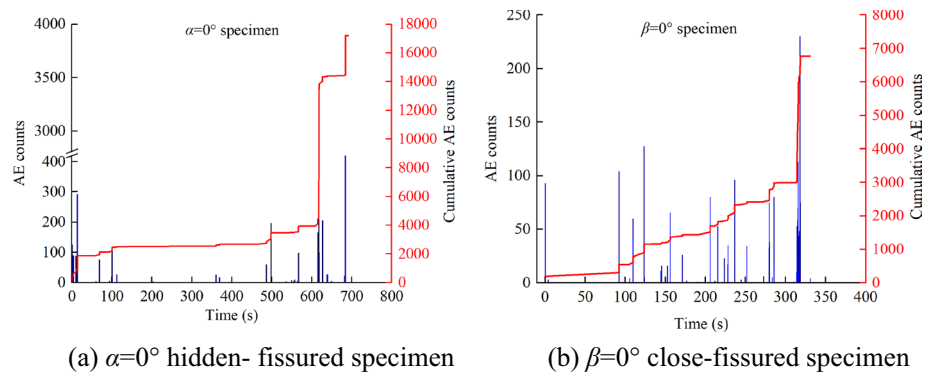 α=0° specimen
AE counts
4000
3500
3000
400
300
200
100
0
0 100 200 300 400 500 600 700 800
Time (s)
18000
16000
14000
12000
10000
8000
6000
4000
2000
0
Cumulative AE counts
(a) α=0° hidden- fissured specimen
β=0° specimen
AE counts
250
200
150
100
50
0
0 50 100 150 200 250 300 350 400
Time (s)
8000
7000
6000
5000
4000
3000
2000
1000
0
Cumulative AE counts
(b) β=0° close-fissured specimen